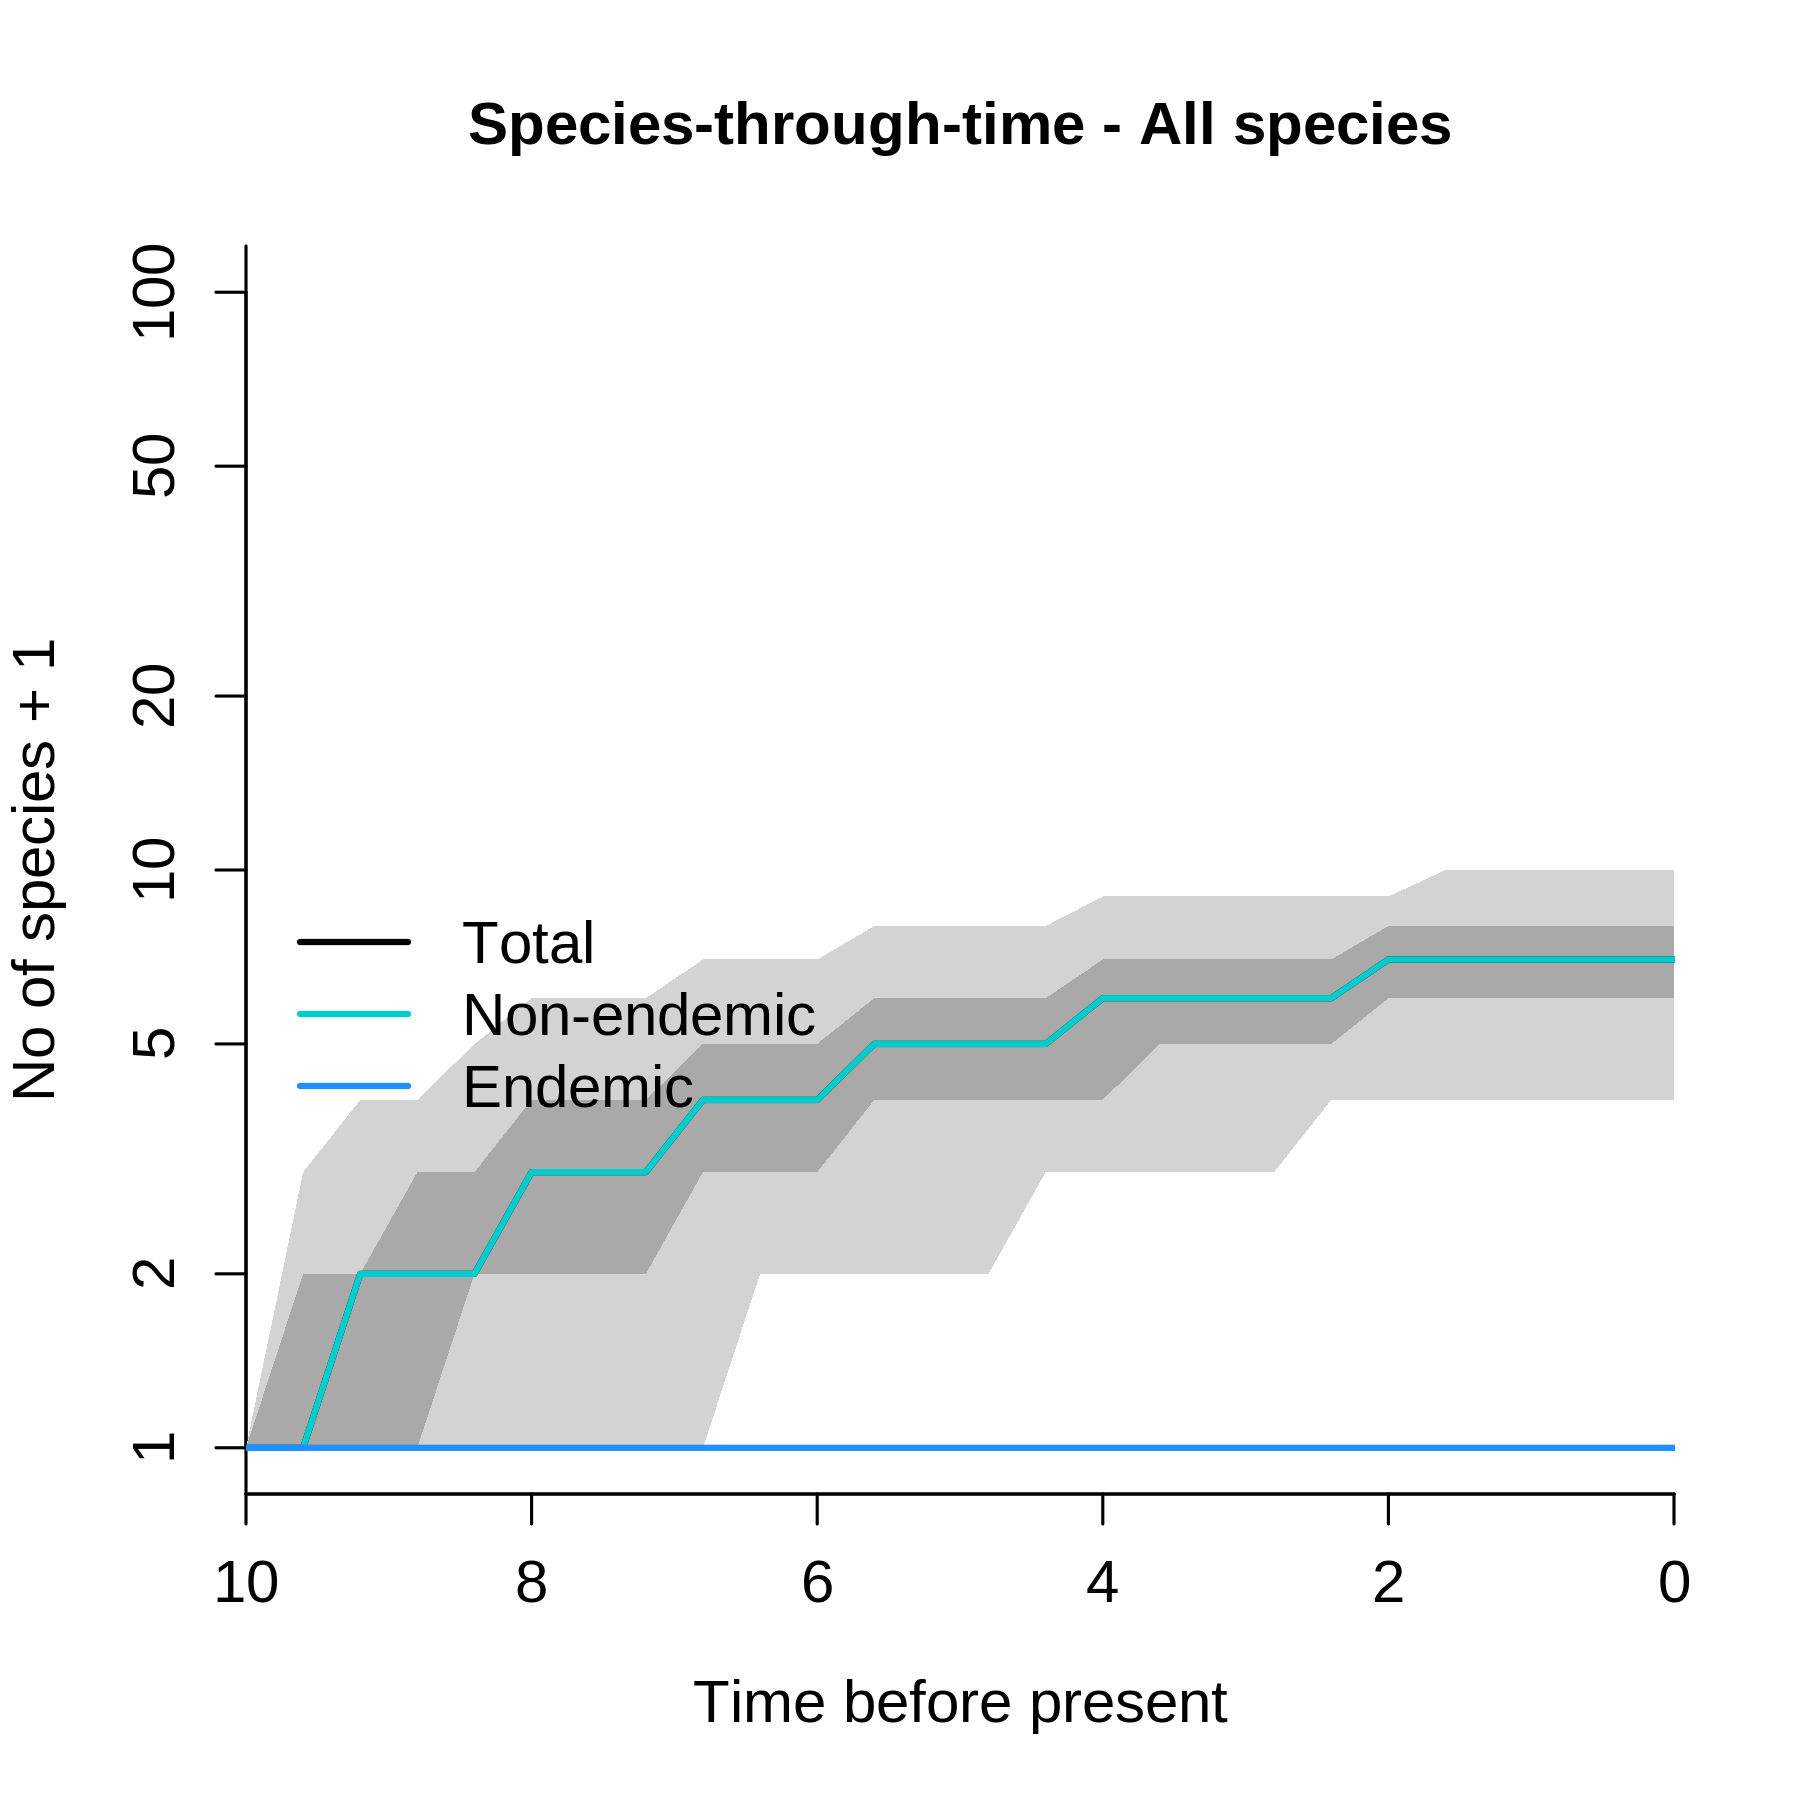 Species-through-time - All species
No of species + 1
100
50
20
10
5
2
1
Total
Non-endemic
Endemic
10 8 6 4 2 0
Time before present